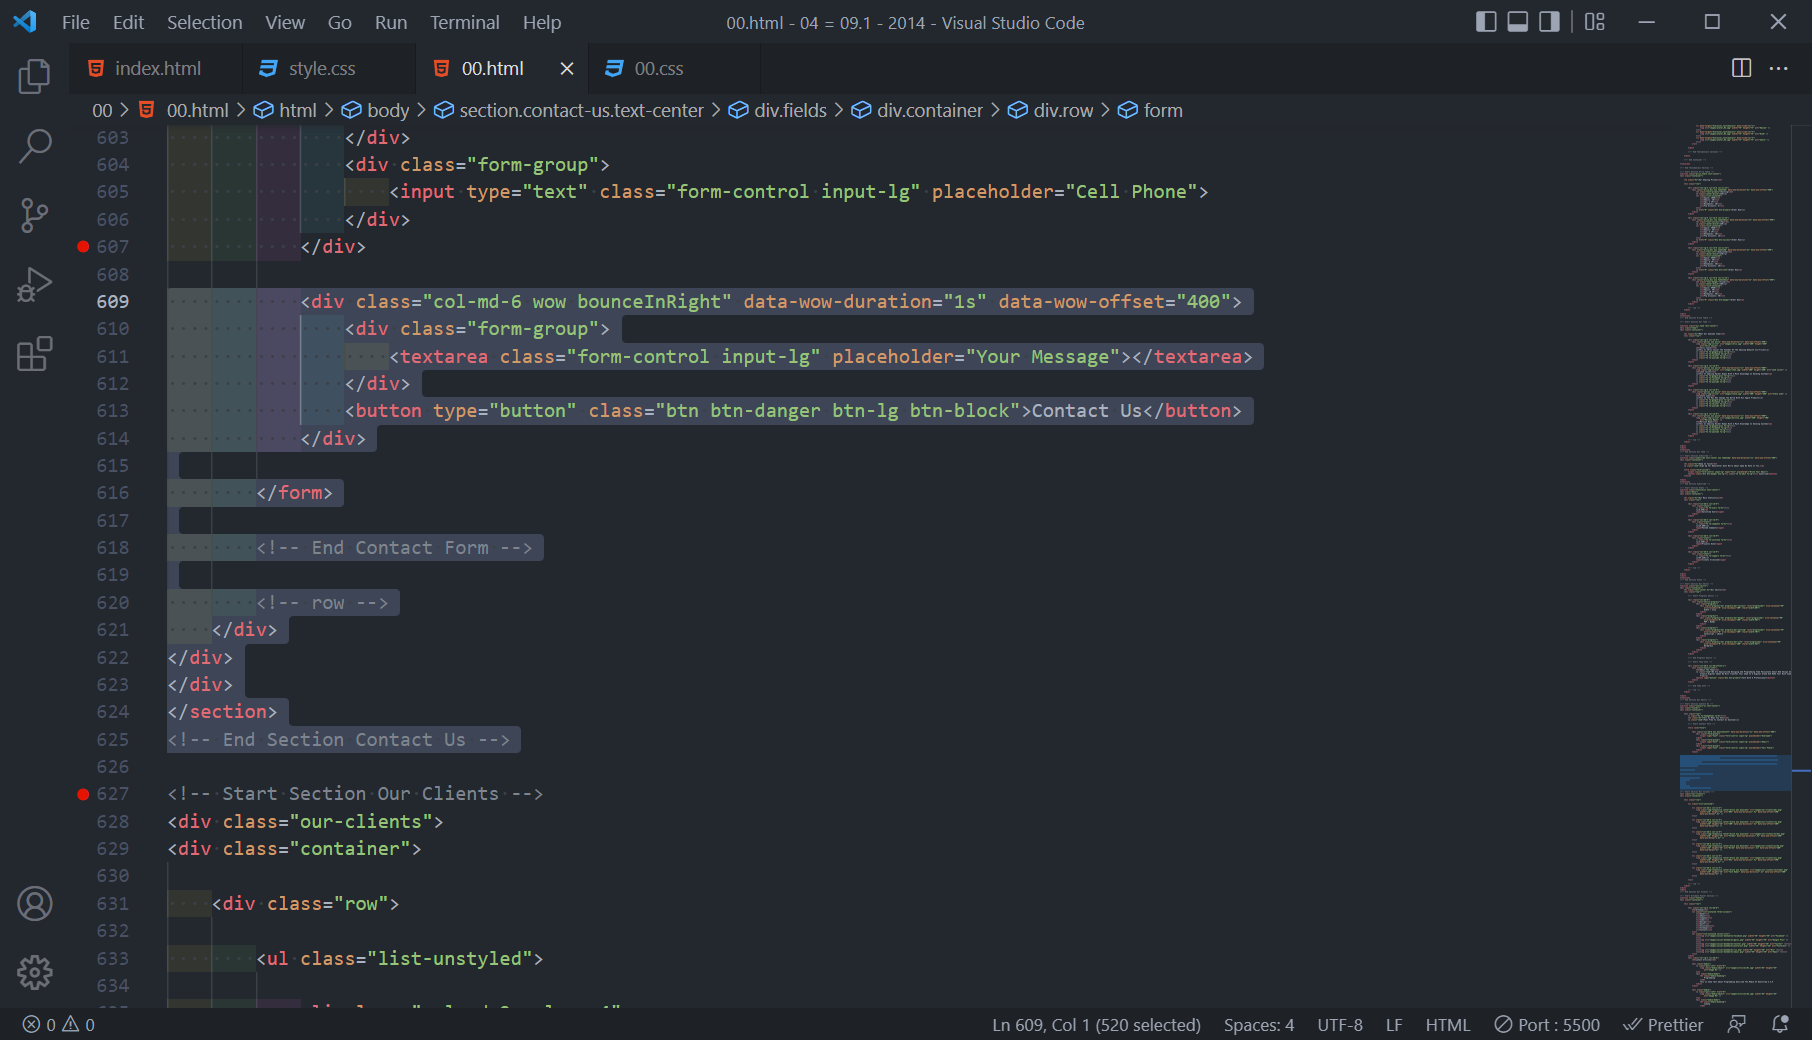 File Edit Selection View Go Run Terminal Help
00.html - 04 = 09.1 - 2014 - Visual Studio Code
index.html
style.css
00.html
00.css
00 > 00.html > html > body > section.contact-us.text-center > div.fields > div.container > div.row > form
603 </div>
604 <div class="form-group">
605 <input type="text" class="form-control input-lg" placeholder="Cell Phone">
606 </div>
607 </div>
608
609 <div class="col-md-6 wow bounceInRight" data-wow-duration="1s" data-wow-offset="400">
610 <div class="form-group">
611 <textarea class="form-control input-lg" placeholder="Your Message"></textarea>
612 </div>
613 <button type="button" class="btn btn-danger btn-lg btn-block">Contact Us</button>
614 </div>
615
616 </form>
617
618 <!-- End Contact Form -->
619
620 <!-- row -->
621 </div>
622 </div>
623 </div>
624 </section>
625 <!-- End Section Contact Us -->
626
627 <!-- Start Section Our Clients -->
628 <div class="our-clients">
629 <div class="container">
630
631 <div class="row">
632
633 <ul class="list-unstyled">
634
0 0
Ln 609, Col 1 (520 selected) Spaces: 4 UTF-8 LF HTML Port : 5500 Prettier